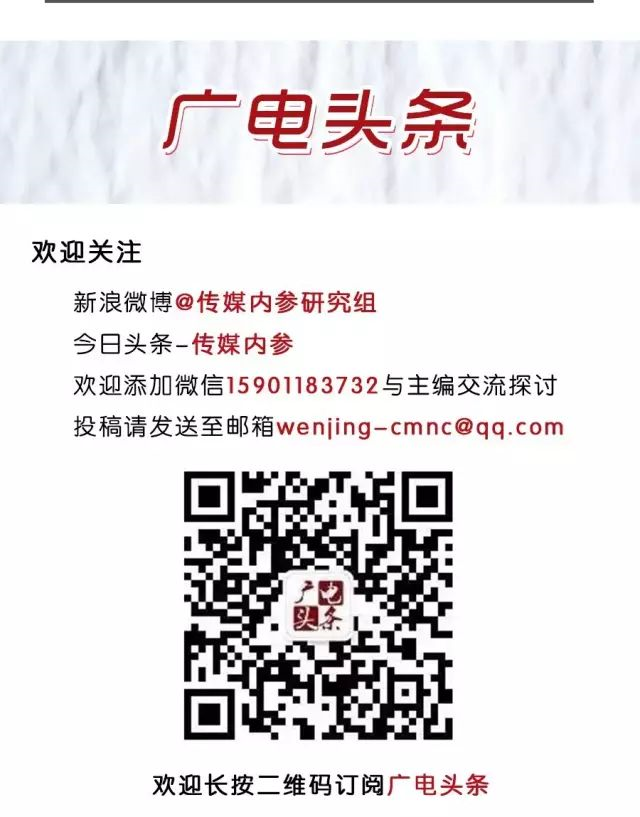 广电头条
欢迎关注
新浪微博@传媒内参研究组
今日头条-传媒内参
欢迎添加微信15901183732与主编交流探讨
投稿请发送至邮箱wenjing-cmnc@qq.com
广电
头条
欢迎长按二维码订阅广电头条